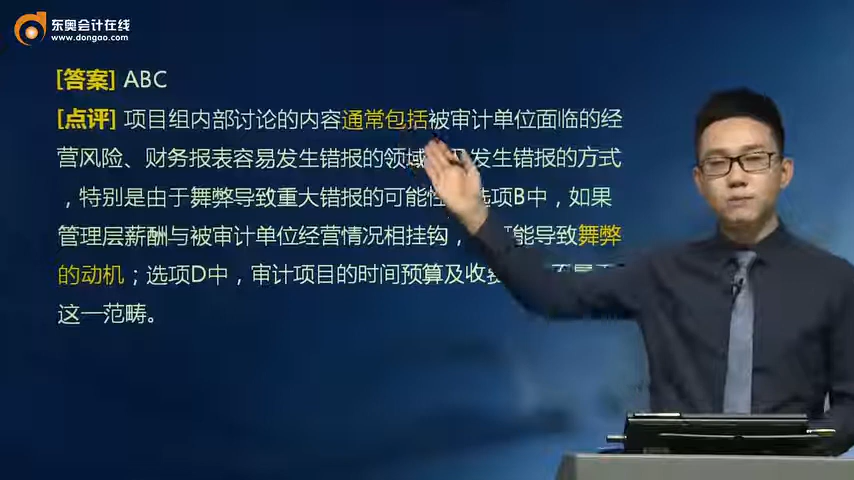 东奥会计在线
www.dongao.com
[答案] ABC
[点评] 项目组内部讨论的内容通常包括被审计单位面临的经
营风险、财务报表容易发生错报的领域 及发生错报的方式
，特别是由于舞弊导致重大错报的可能性 选项B中，如果
管理层薪酬与被审计单位经营情况相挂钩， 可能导致舞弊
的动机；选项D中，审计项目的时间预算及收费
这一范畴。